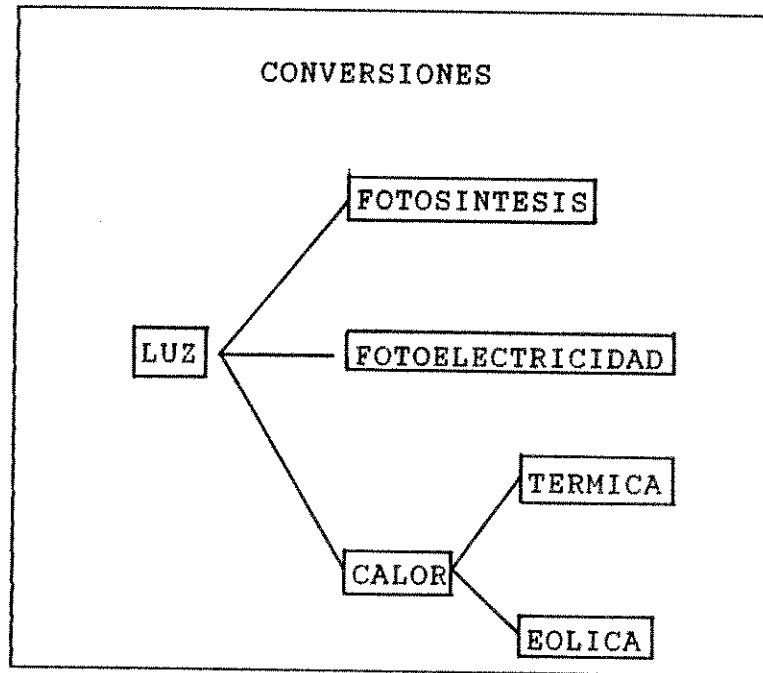 CONVERSIONES
FOTOSINTESIS
LUZ
FOTOELECTRICIDAD
TERMICA
CALOR
EOLICA